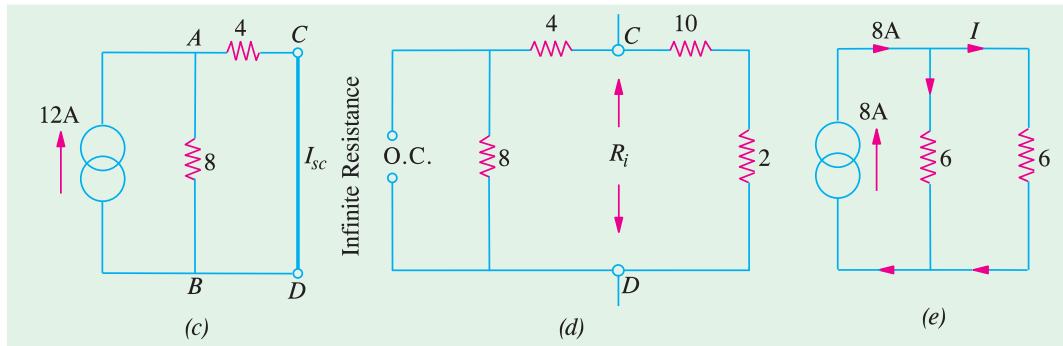 4
A
C
12A
8
I_sc
B
D
(c)
Infinite Resistance
O.C.
4
C
10
8
R_i
2
D
(d)
8A
I
8A
6
6
(e)